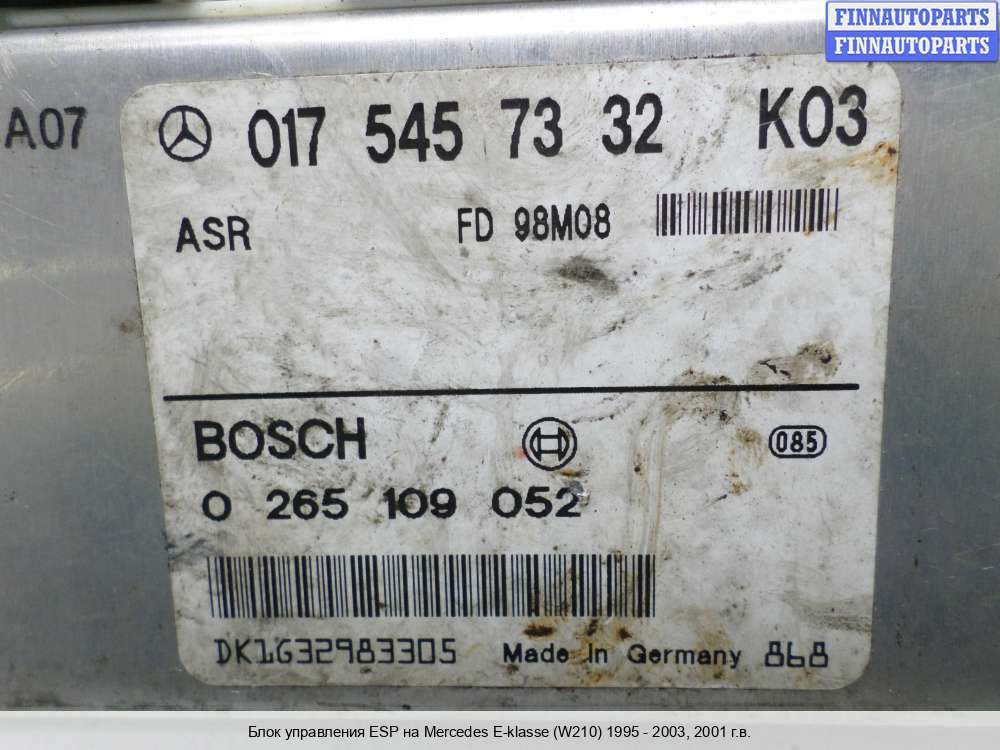 FINNAUTOPARTS
FINNAUTOPARTS
A07
017 545 73 32 K03
ASR FD 98M08
BOSCH 085
0 265 109 052
DK1G32983305 Made In Germany 868
Блок управления ESP на Mercedes E-klasse (W210) 1995 - 2003, 2001 г.в.